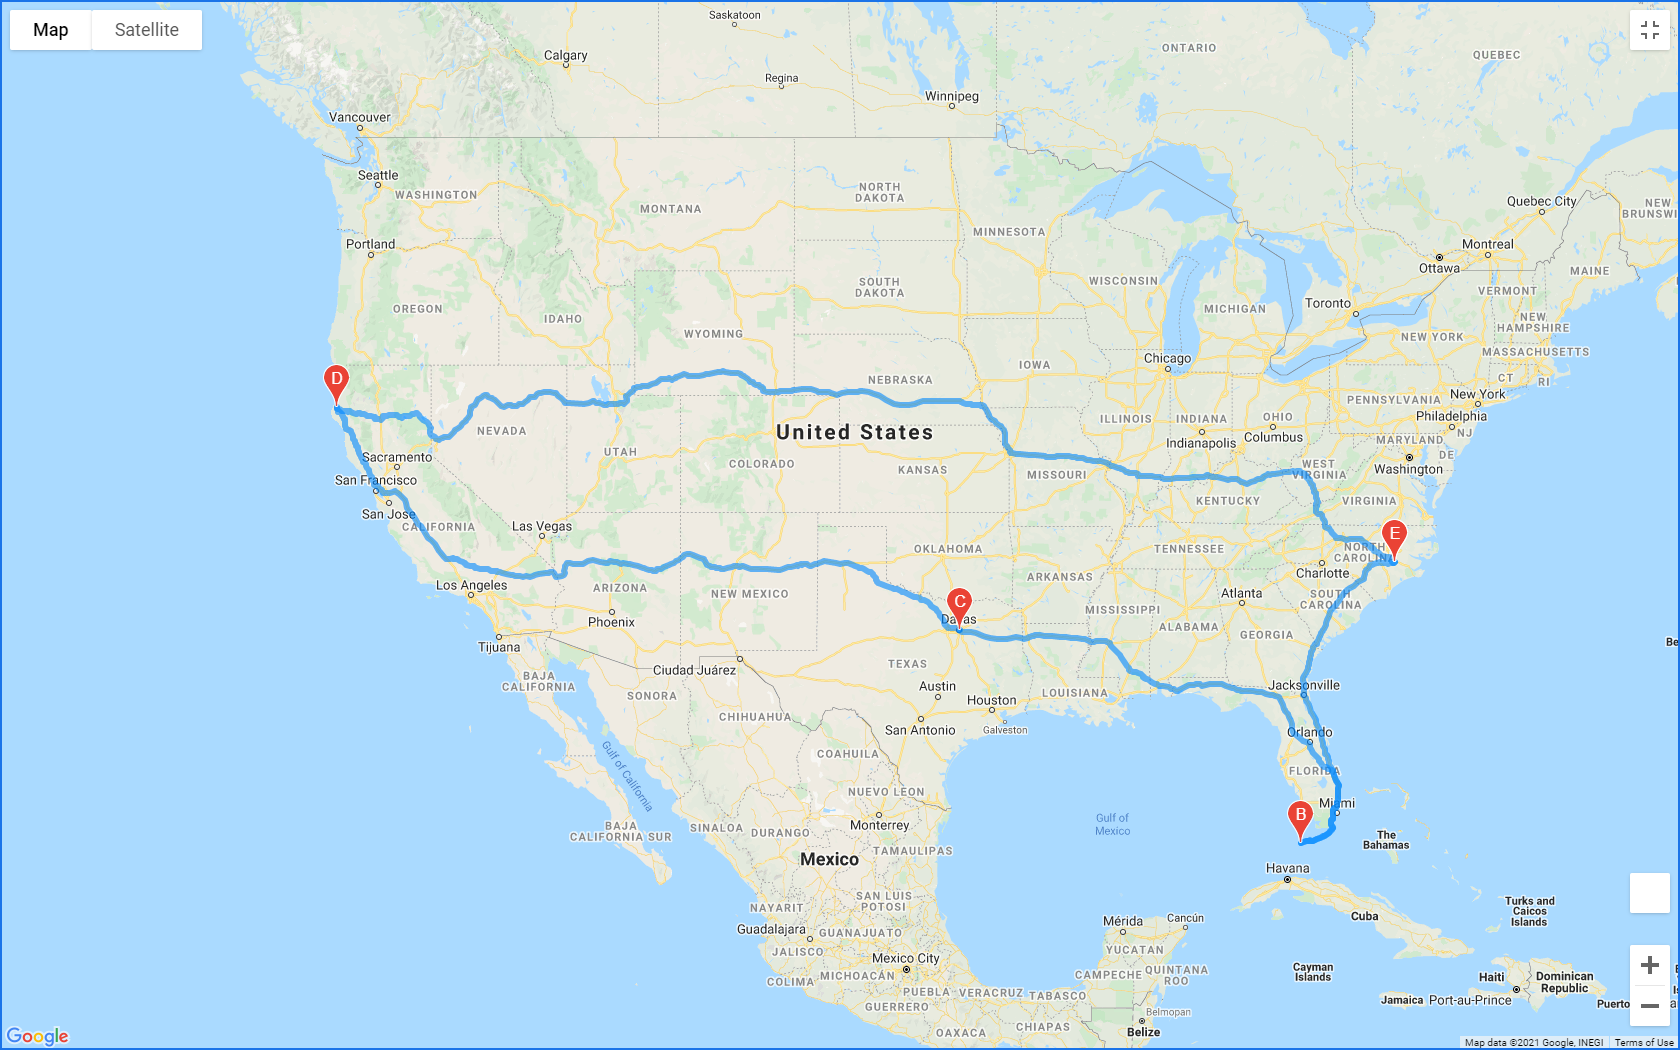 Map
Satellite
Saskatoon
Calgary
ONTARIO
QUEBEC
Regina
Winnipeg
Vancouver
Seattle
WASHINGTON
NORTH
DAKOTA
MONTANA
Quebec City
NEW
BRUNSWI
MINNESOTA
Portland
Montreal
Ottawa
MAINE
OREGON
IDAHO
SOUTH
DAKOTA
WISCONSIN
MICHIGAN
Toronto
VERMONT
NEW
HAMPSHIRE
WYOMING
NEW YORK
MASSACHUSETTS
Chicago
IOWA
D
NEBRASKA
CT
RI
PENNSYLVANIA
New York
ILLINOIS
INDIANA
OHIO
Philadelphia
NEVADA
United States
Indianapolis
Columbus
MARYLAND
NJ
UTAH
Sacramento
COLORADO
KANSAS
MISSOURI
WEST
VIRGINIA
DE
Washington
San Francisco
KENTUCKY
VIRGINIA
San Jose
CALIFORNIA
Las Vegas
E
OKLAHOMA
TENNESSEE
NORTH
CAROLINA
Los Angeles
ARIZONA
NEW MEXICO
ARKANSAS
Charlotte
Atlanta
SOUTH
CAROLINA
C
Dallas
MISSISSIPPI
Phoenix
ALABAMA
GEORGIA
Tijuana
Ciudad Juárez
TEXAS
Be
BAJA
CALIFORNIA
SONORA
Austin
LOUISIANA
Jacksonville
Houston
CHIHUAHUA
San Antonio
Galveston
Orlando
Gulf of California
COAHUILA
FLORIDA
NUEVO LEON
Miami
B
BAJA
CALIFORNIA SUR
SINALOA
DURANGO
Monterrey
Gulf of
Mexico
The
Bahamas
Mexico
TAMAULIPAS
Havana
SAN LUIS
POTOSI
NAYARIT
Cuba
Turks and
Caicos
Islands
Guadalajara
GUANAJUATO
Mérida
Cancún
JALISCO
YUCATAN
Mexico City
MICHOACÁN
COLIMA
CAMPECHE
QUINTANA
ROO
Cayman
Islands
Haiti
Dominican
Republic
PUEBLA
VERACRUZ
TABASCO
Jamaica
Port-au-Prince
Puerto
GUERRERO
Belmopan
OAXACA
CHIAPAS
Belize
Google
Map data ©2021 Google, INEGI
Terms of Use